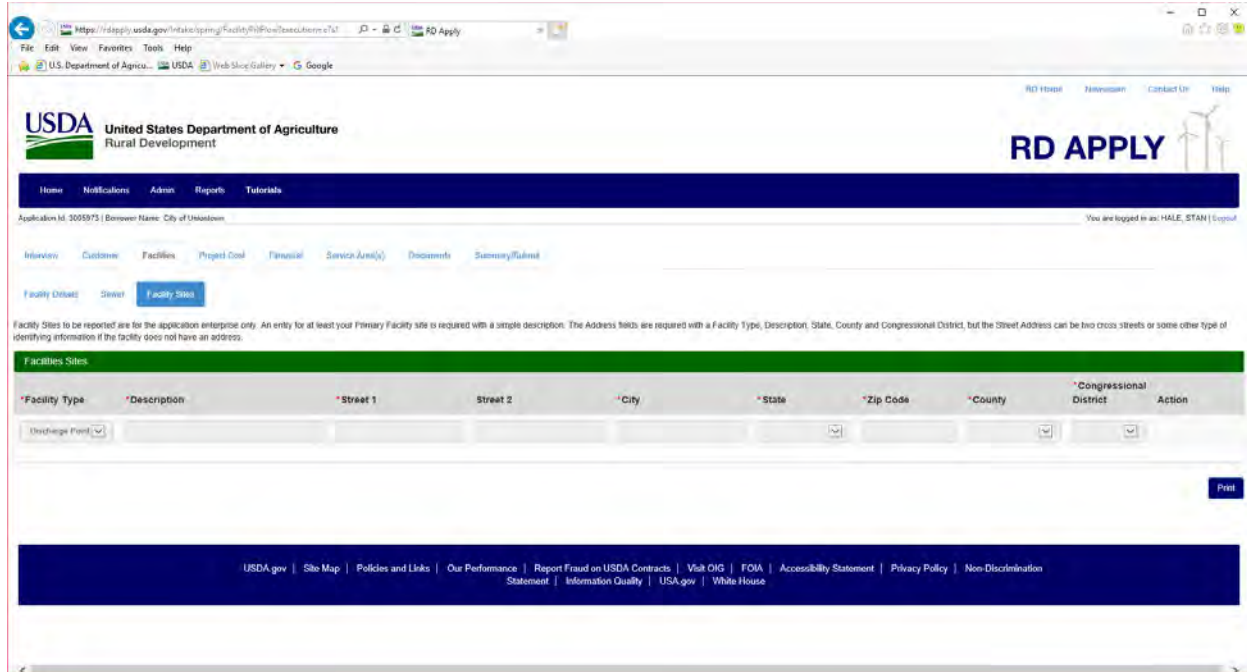 https://rdapply.usda.gov/Intake/spring/
RD Apply
File Edit View Favorites Tools Help
U.S. Department of Agricu... USDA Web Slice Gallery Google
RD Home Newsroom Contact Us Help
USDA United States Department of Agriculture
Rural Development
RD APPLY
Home Notifications Admin Reports Tutorials
Application Id: 3005973 | Borrower Name: City of Uniontown You are logged in as: HALE, STAN | Logout
Interview Customer Facilities Project Cost Financial Service Area(s) Documents Summary/Submit
Facility Details Sewer Facility Sites
Facility Sites to be reported are for the application enterprise only. An entry for at least your Primary Facility site is required with a simple description. The Address fields are required with a Facility Type, Description, State, County and Congressional District, but the Street Address can be two cross streets or some other type of
identifying information if the facility does not have an address.
Facilities Sites
*Facility Type *Description *Street 1 Street 2 *City *State *Zip Code *County *Congressional District Action
Discharge Point
Print
USDA.gov | Site Map | Policies and Links | Our Performance | Report Fraud on USDA Contracts | Visit OIG | FOIA | Accessibility Statement | Privacy Policy | Non-Discrimination
Statement | Information Quality | USA.gov | White House